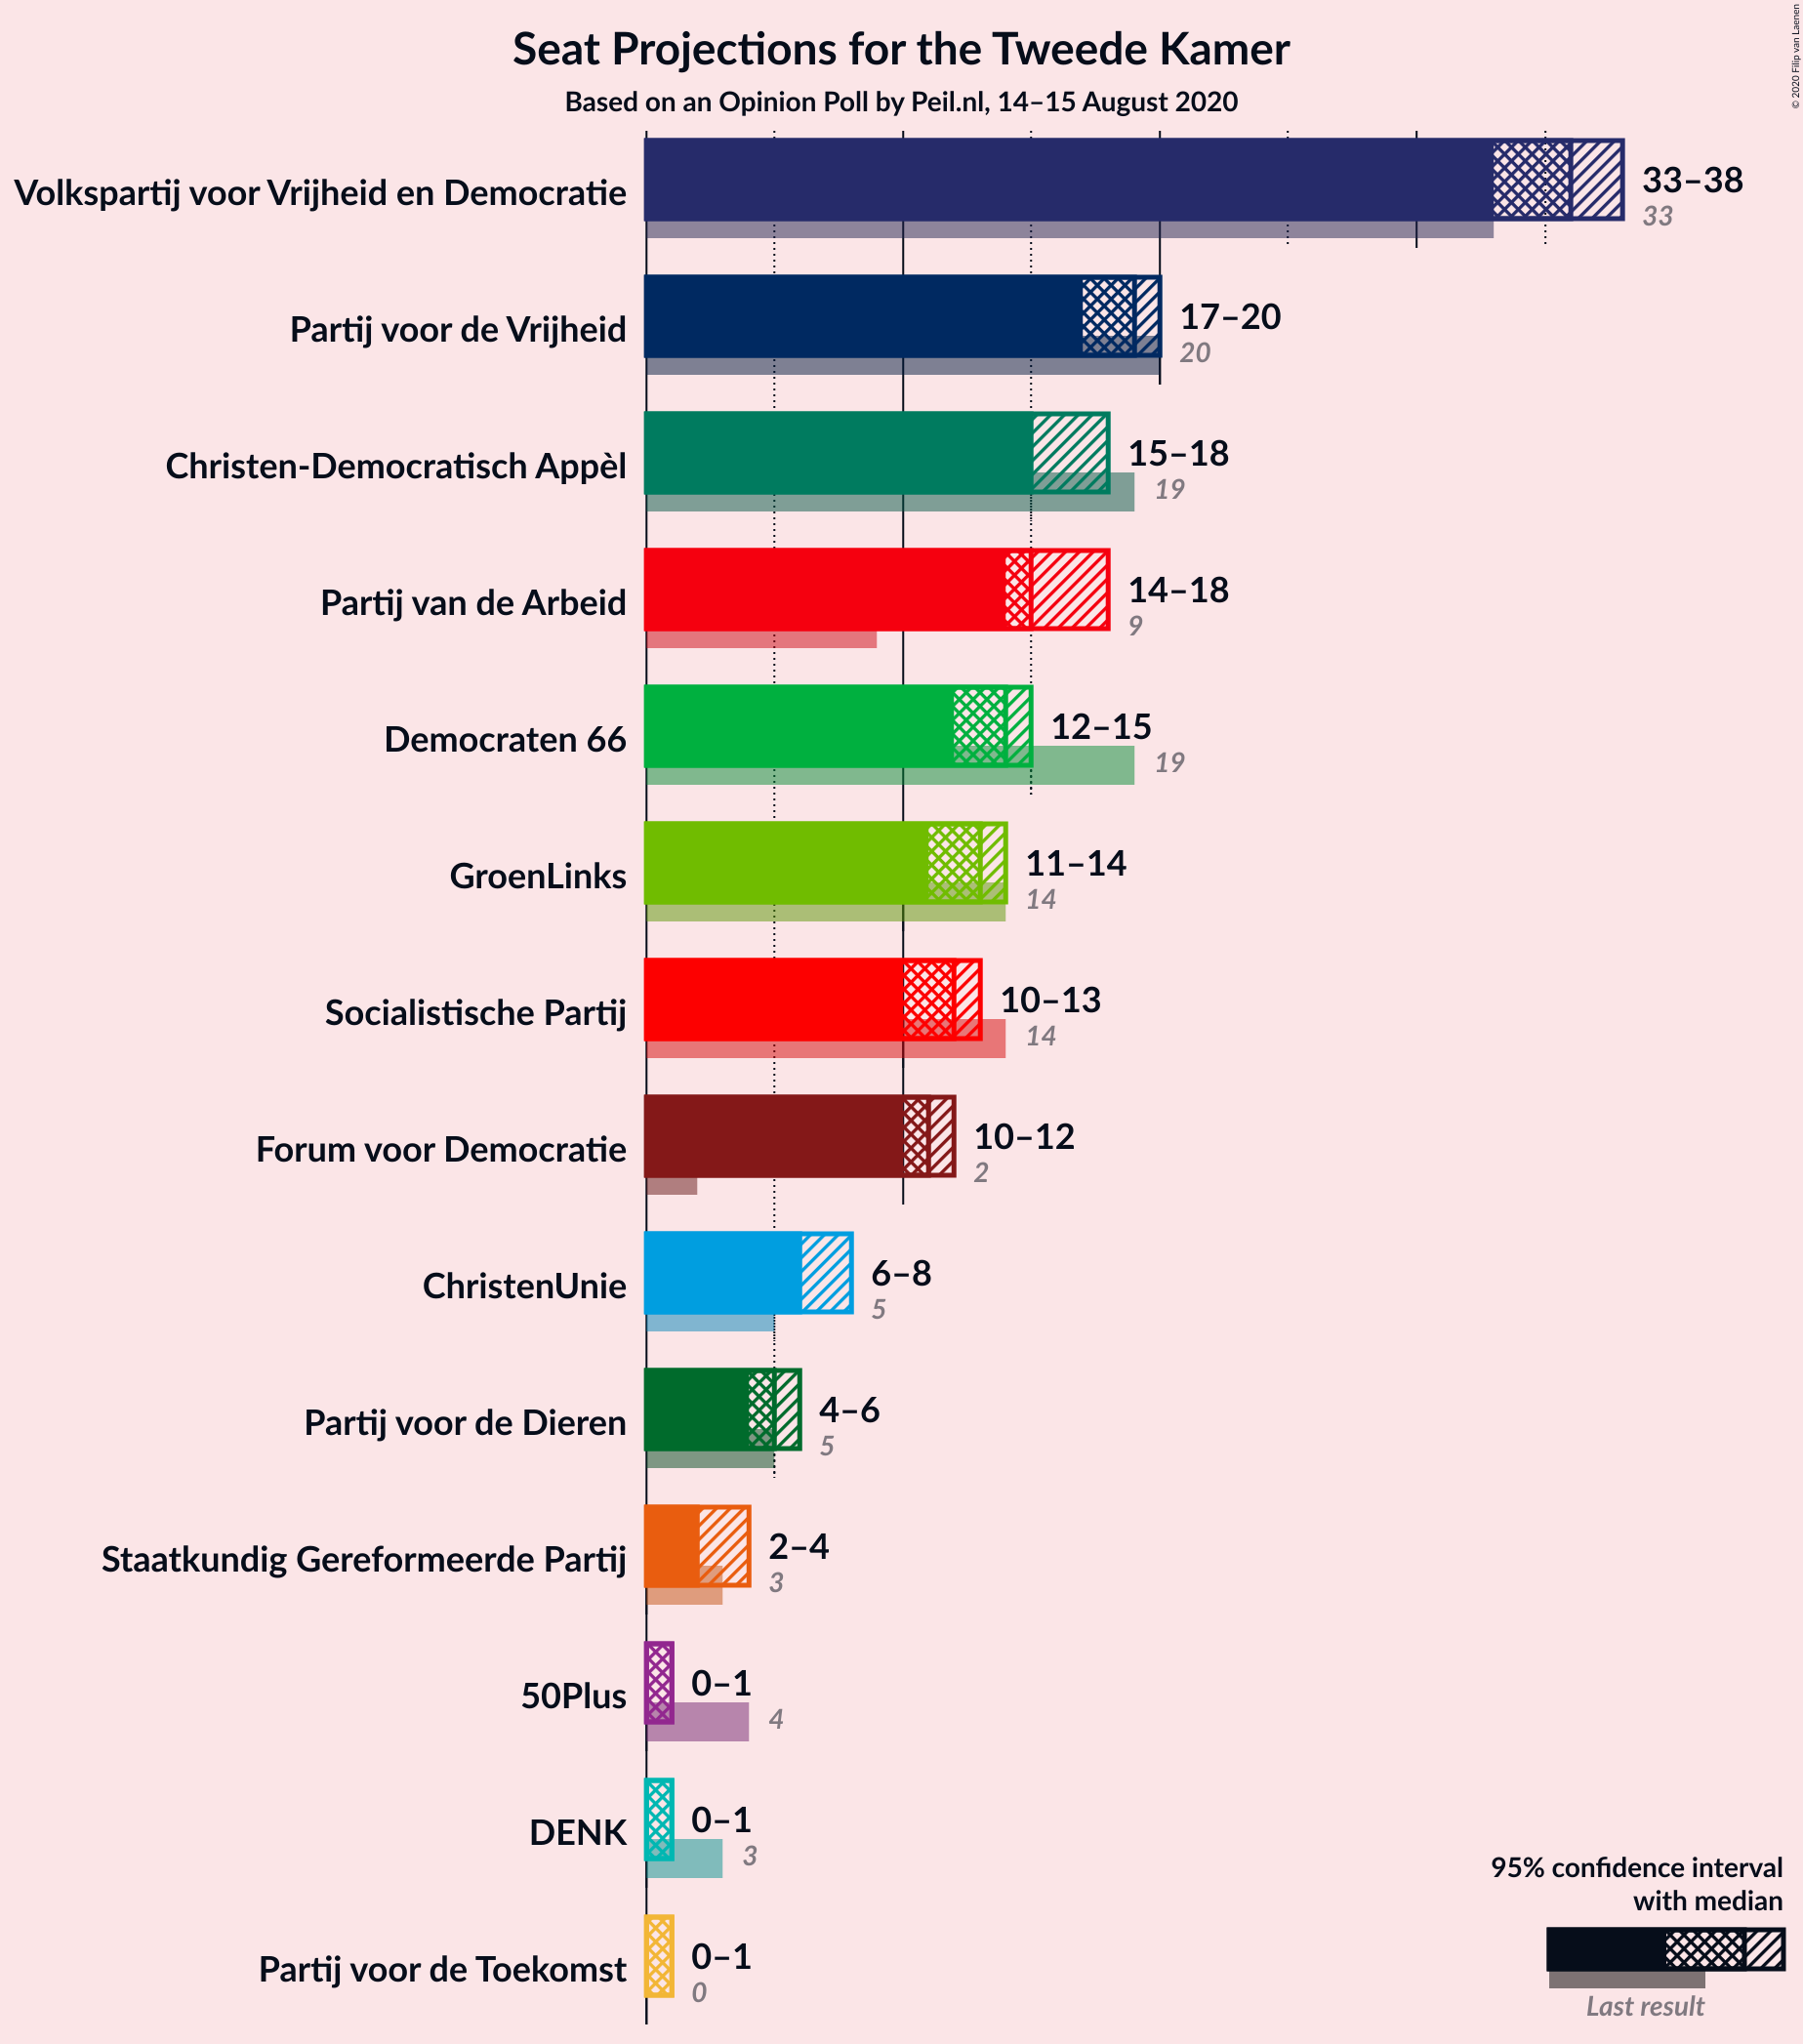 Seat Projections for the Tweede Kamer
Based on an Opinion Poll by Peil.nl, 14–15 August 2020
© 2020 Filip van Laenen
Volkspartij voor Vrijheid en Democratie
33–38
33
Partij voor de Vrijheid
17–20
20
Christen-Democratisch Appèl
15–18
19
Partij van de Arbeid
14–18
9
Democraten 66
12–15
19
GroenLinks
11–14
14
Socialistische Partij
10–13
14
Forum voor Democratie
10–12
2
ChristenUnie
6–8
5
Partij voor de Dieren
4–6
5
Staatkundig Gereformeerde Partij
2–4
3
50Plus
0–1
4
DENK
0–1
3
Partij voor de Toekomst
0–1
0
95% confidence interval
with median
Last result